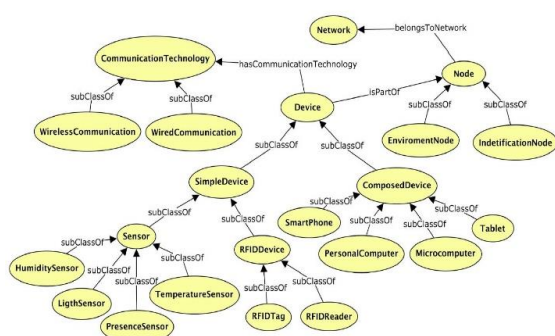 Network
belongsToNetwork
CommunicationTechnology
hasCommunicationTechnology
Node
subClassOf
subClassOf
isPartOf
subClassOf
subClassOf
Device
WirelessCommunication
WiredCommunication
EnviromentNode
IndetificationNode
subClassOf
subClassOf
SimpleDevice
ComposedDevice
subClassOf
subClassOf
subClassOf
SmartPhone
subClassOf
subClassOf
Tablet
Sensor
RFIDDevice
PersonalComputer
Microcomputer
subClassOf
subClassOf
HumiditySensor
subClassOf
subClassOf
subClassOf
subClassOf
LigthSensor
TemperatureSensor
PresenceSensor
RFIDTag
RFIDReader